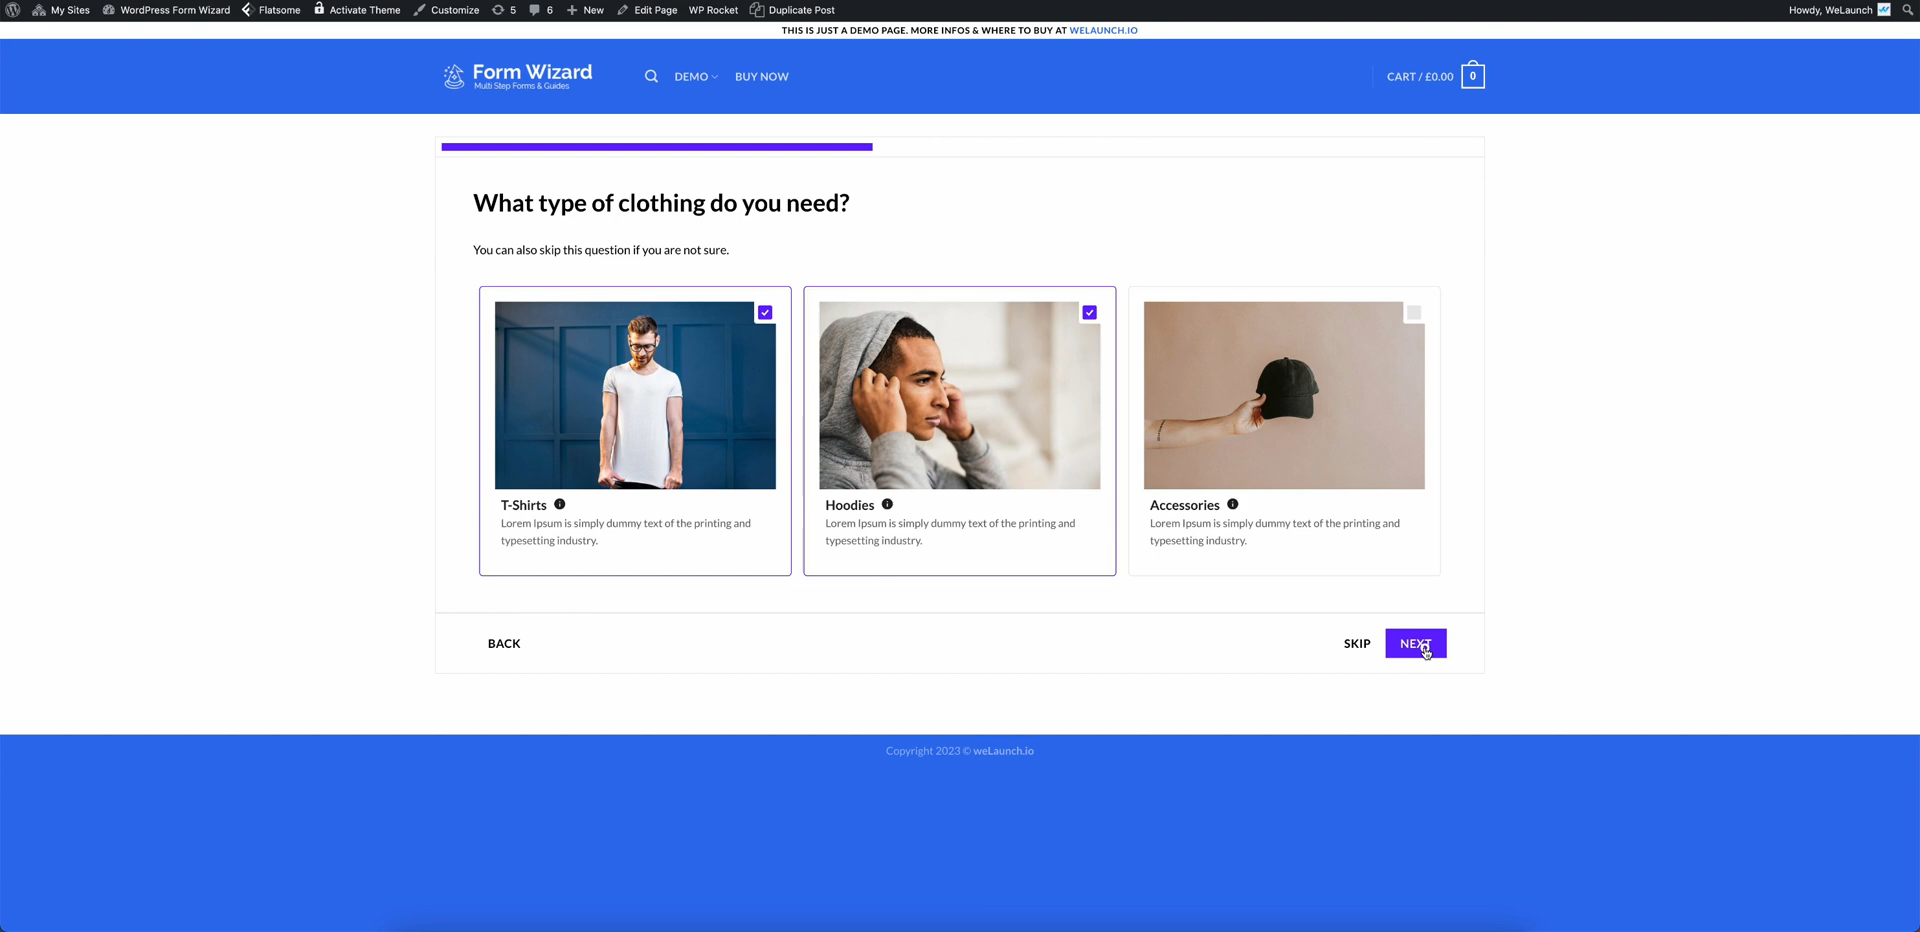 My Sites WordPress Form Wizard Flatsome Activate Theme Customize 5 6 New Edit Page WP Rocket Duplicate Post Howdy, WeLaunch
THIS IS JUST A DEMO PAGE. MORE INFOS & WHERE TO BUY AT WELAUNCH.IO
Form Wizard
Multi Step Forms & Guides
DEMO BUY NOW CART / £0.00 0
What type of clothing do you need?
You can also skip this question if you are not sure.
T-Shirts
Lorem Ipsum is simply dummy text of the printing and
typesetting industry.
Hoodies
Lorem Ipsum is simply dummy text of the printing and
typesetting industry.
Accessories
Lorem Ipsum is simply dummy text of the printing and
typesetting industry.
BACK SKIP NEXT
Copyright 2023 © weLaunch.io